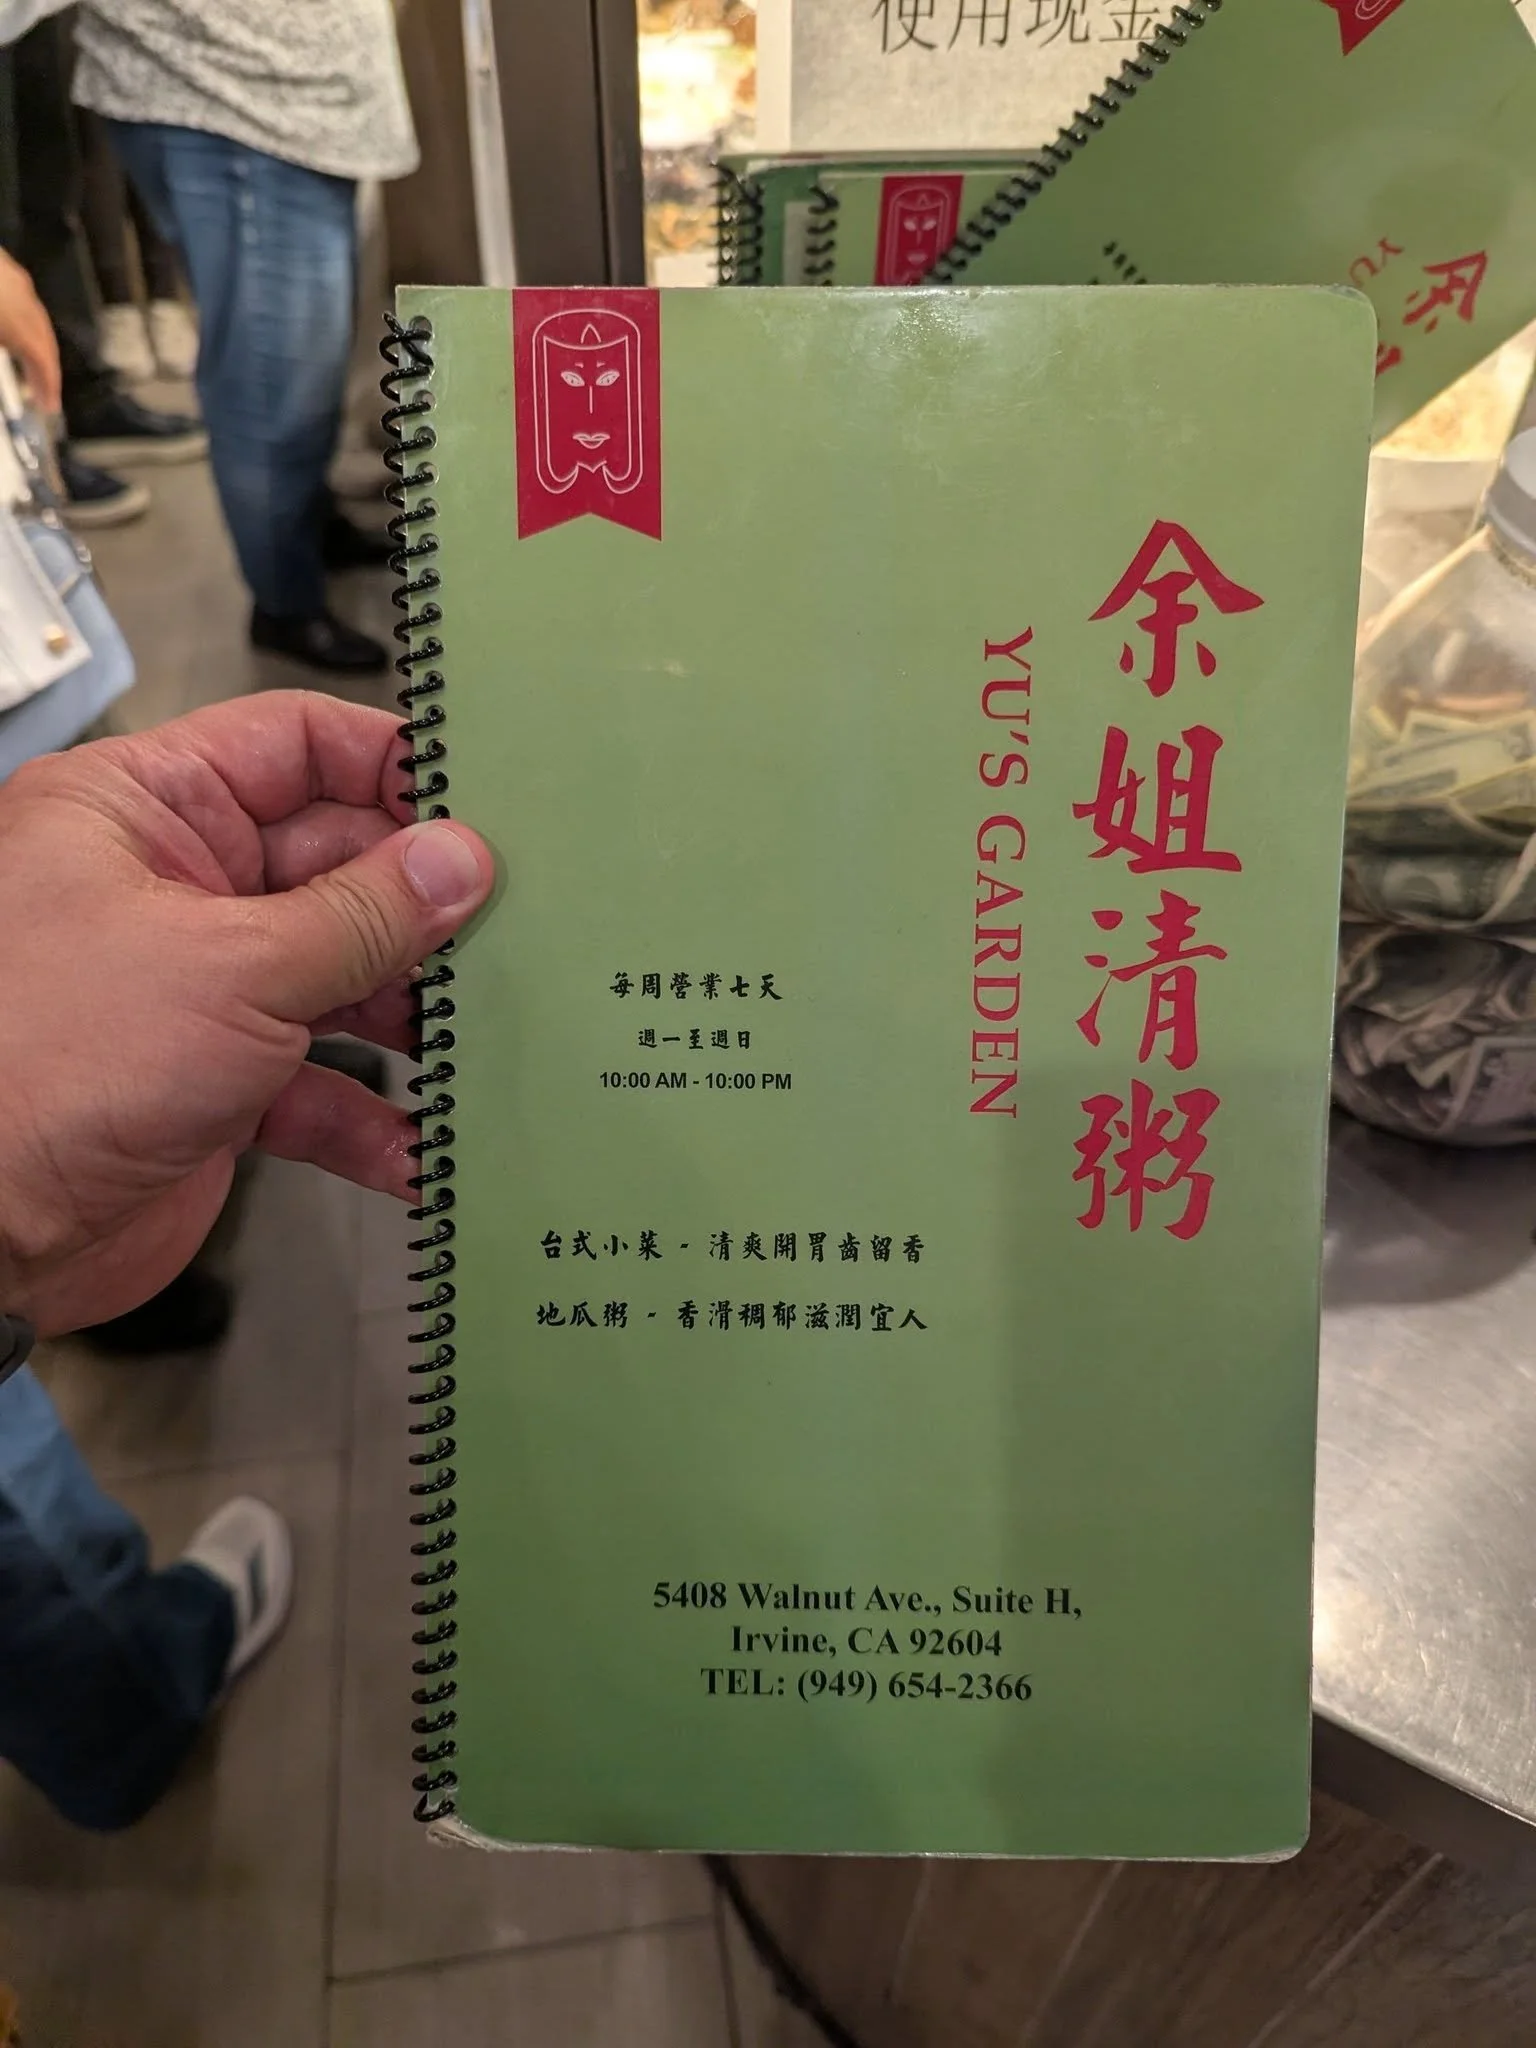 使用现金
余姐清粥
YU'S GARDEN
每周營業七天
週一至週日
10:00 AM - 10:00 PM
台式小菜 - 清爽開胃齒留香
地瓜粥 - 香滑稠郁滋潤宜人
5408 Walnut Ave., Suite H,
Irvine, CA 92604
TEL: (949) 654-2366
余
YU